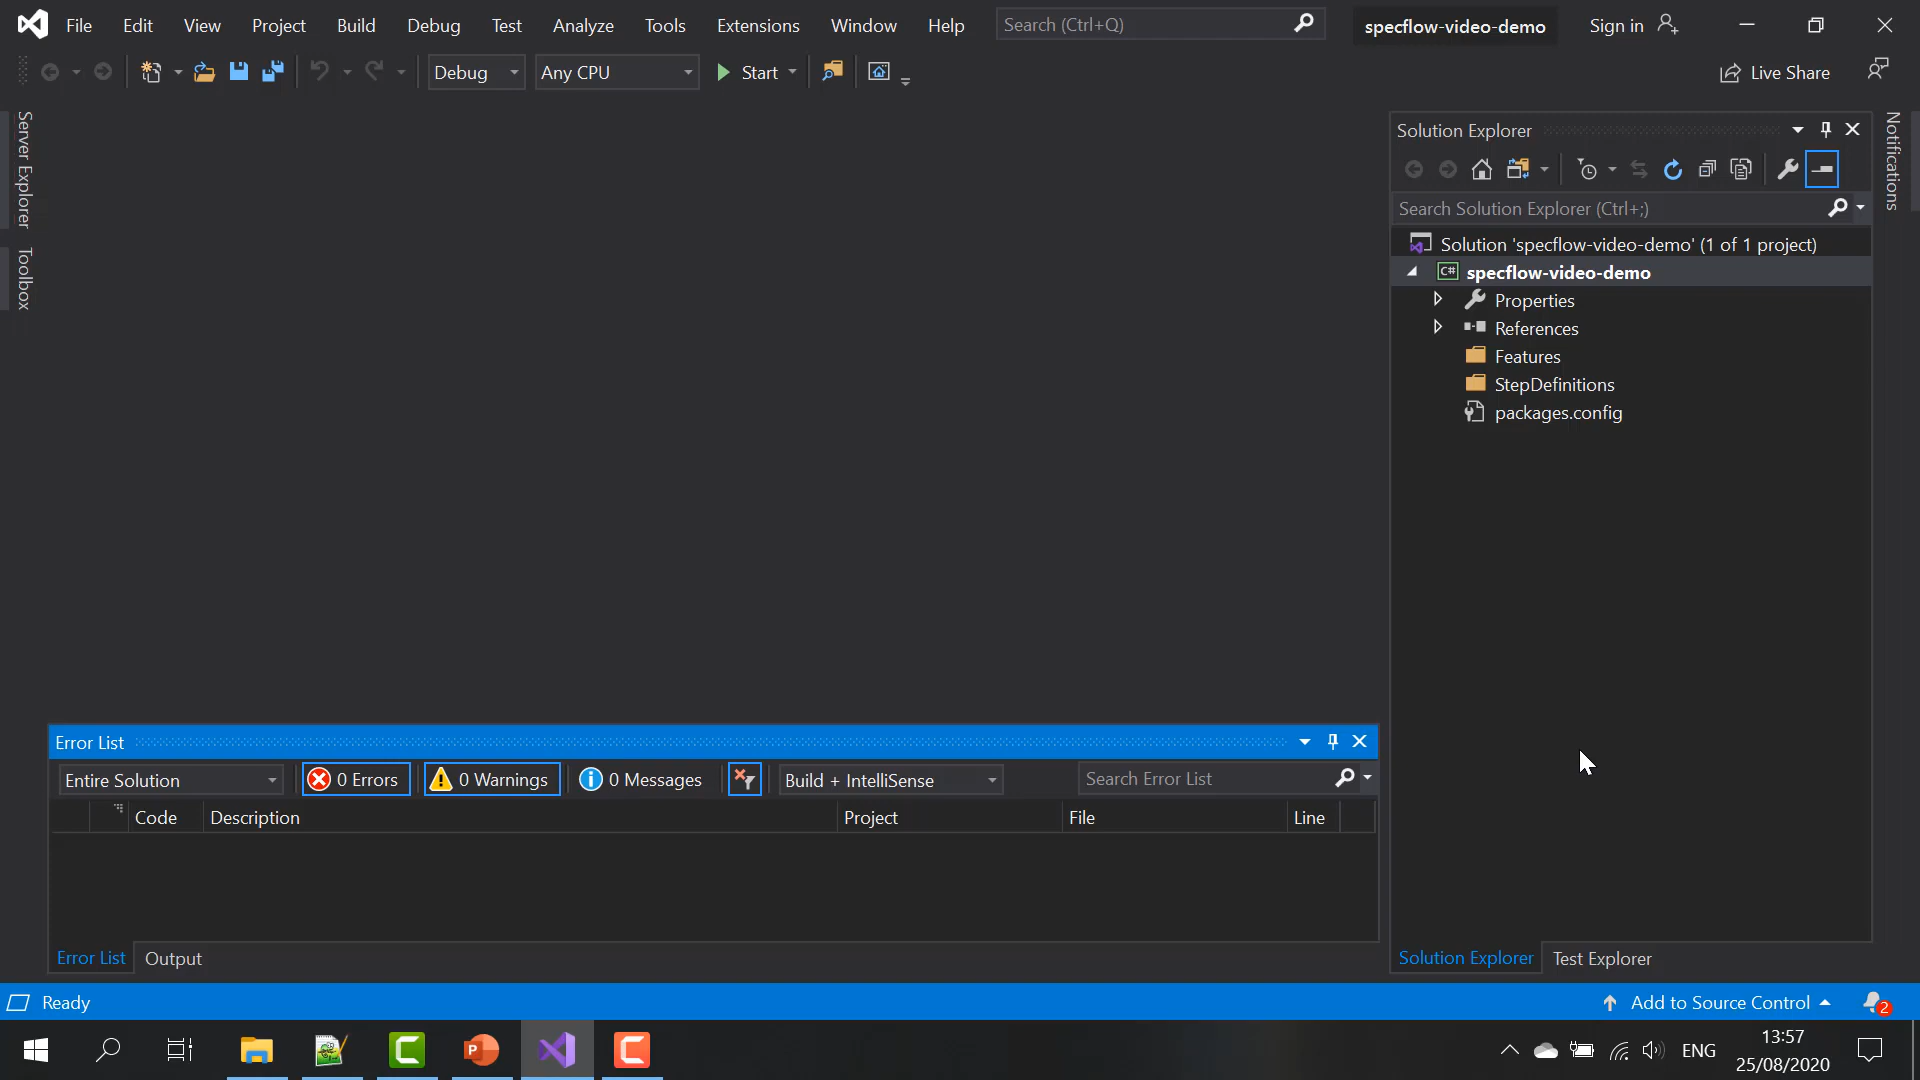 File Edit View Project Build Debug Test Analyze Tools Extensions Window Help Search (Ctrl+Q) specflow-video-demo Sign in
Debug Any CPU Start Live Share
Server Explorer
Toolbox
Solution Explorer
Search Solution Explorer (Ctrl+;)
Solution 'specflow-video-demo' (1 of 1 project)
C# specflow-video-demo
Properties
References
Features
StepDefinitions
packages.config
Notifications
Error List
Entire Solution 0 Errors 0 Warnings 0 Messages Build + IntelliSense Search Error List
Code Description Project File Line
Error List Output
Solution Explorer Test Explorer
Ready Add to Source Control 2
ENG 13:57
25/08/2020